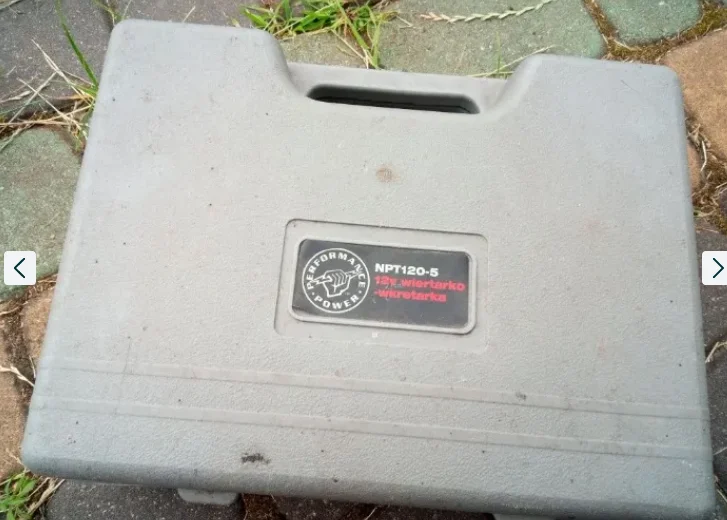 PERFORMANCE
POWER
NPT120-5
12v wiertarko
-wkrętarka